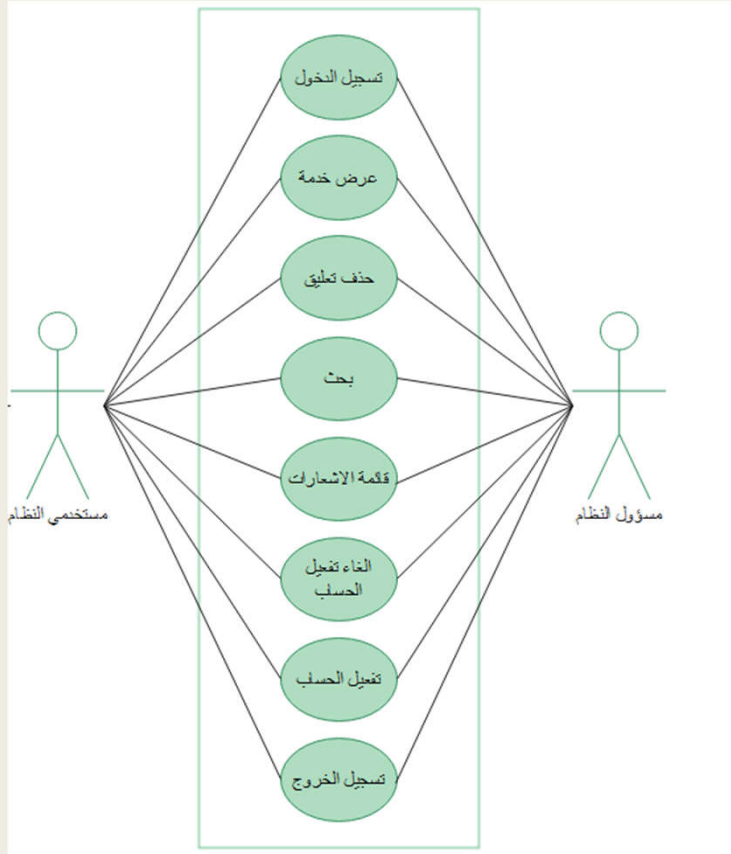 تسجيل الدخول
عرض خدمة
حذف تعليق
بحث
قائمة الاشعارات
الغاء تفعيل
الحساب
تفعيل الحساب
تسجيل الخروج
مسؤول النظام
مستخدمي النظام